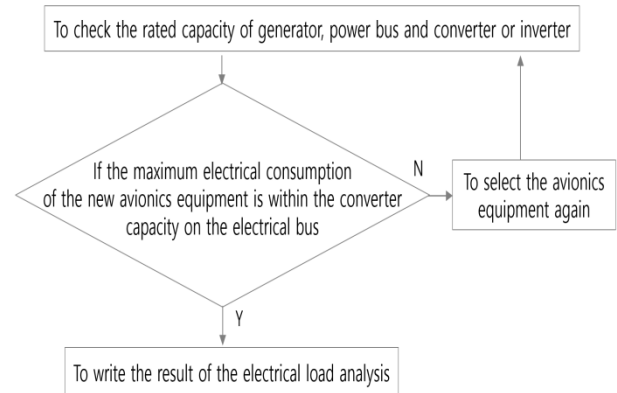 To check the rated capacity of generator, power bus and converter or inverter
If the maximum electrical consumption
of the new avionics equipment is within the converter
capacity on the electrical bus
N
To select the avionics
equipment again
Y
To write the result of the electrical load analysis